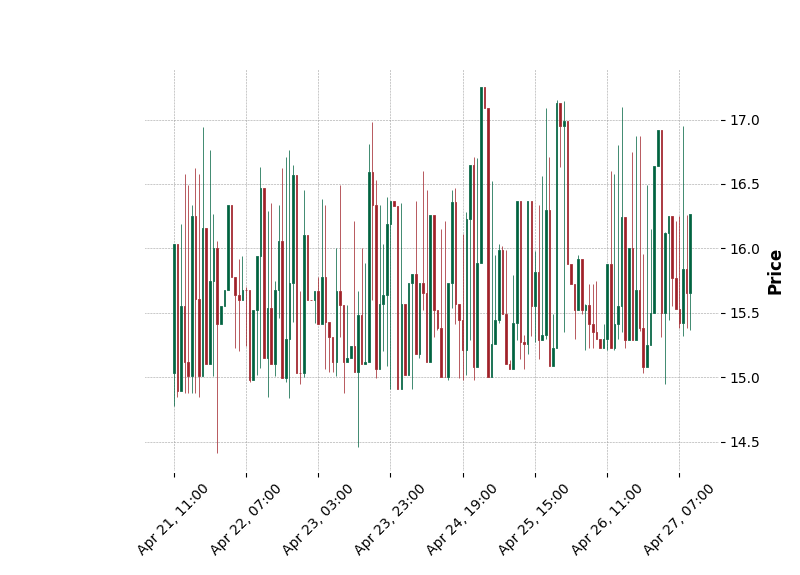 17.0
16.5
16.0
15.5
15.0
14.5
Price
Apr 21, 11:00
Apr 22, 07:00
Apr 23, 03:00
Apr 23, 23:00
Apr 24, 19:00
Apr 25, 15:00
Apr 26, 11:00
Apr 27, 07:00